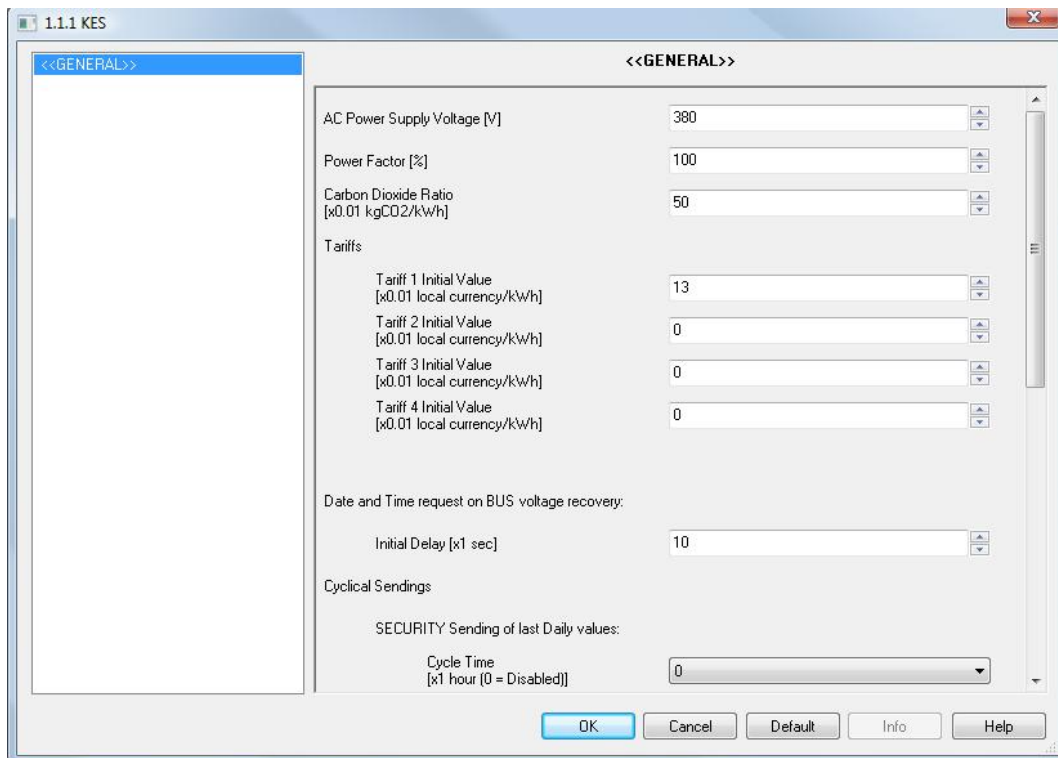 1.1.1 KES
<<GENERAL>>
<<GENERAL>>
AC Power Supply Voltage [V]
380
Power Factor [%]
100
Carbon Dioxide Ratio
[x0.01 kgCO2/kWh]
50
Tariffs
Tariff 1 Initial Value
[x0.01 local currency/kWh]
13
Tariff 2 Initial Value
[x0.01 local currency/kWh]
0
Tariff 3 Initial Value
[x0.01 local currency/kWh]
0
Tariff 4 Initial Value
[x0.01 local currency/kWh]
0
Date and Time request on BUS voltage recovery:
Initial Delay [x1 sec]
10
Cyclical Sendings
SECURITY Sending of last Daily values:
Cycle Time
[x1 hour (0 = Disabled)]
0
OK Cancel Default Info Help